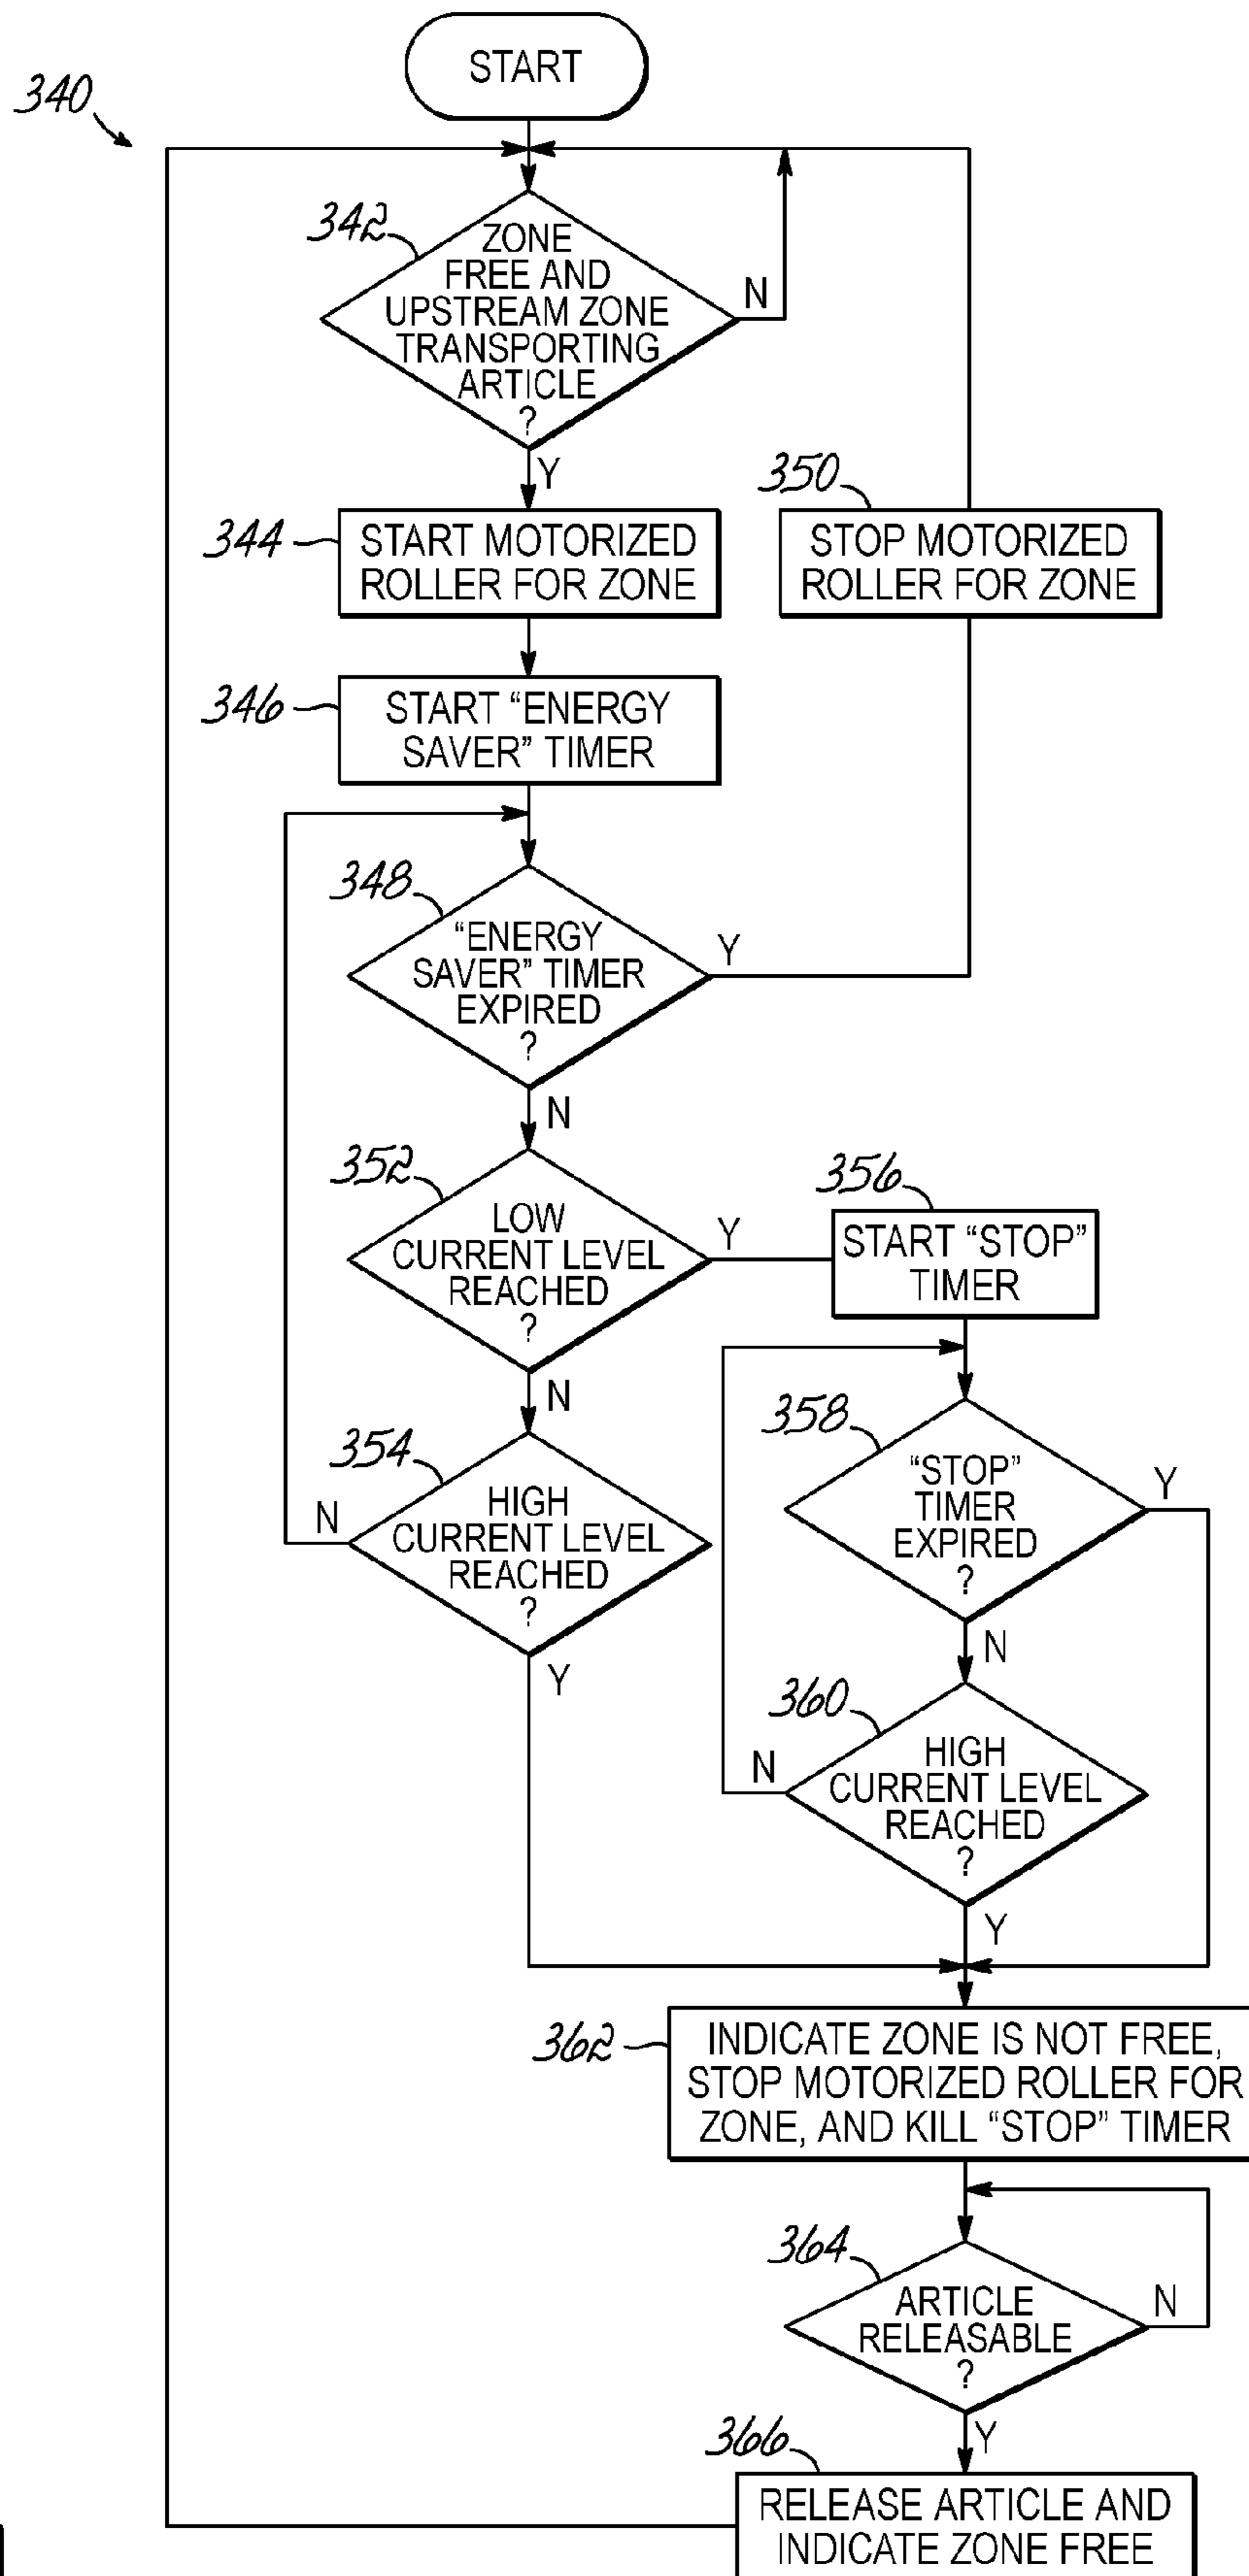 START
340
342
ZONE
FREE AND
UPSTREAM ZONE
TRANSPORTING
ARTICLE
?
N
Y
344
START MOTORIZED
ROLLER FOR ZONE
350
STOP MOTORIZED
ROLLER FOR ZONE
346
START “ENERGY
SAVER” TIMER
348
“ENERGY
SAVER” TIMER
EXPIRED
?
Y
N
352
LOW
CURRENT LEVEL
REACHED
?
Y
N
356
START “STOP”
TIMER
354
HIGH
CURRENT LEVEL
REACHED
?
N
Y
358
“STOP”
TIMER
EXPIRED
?
Y
N
360
HIGH
CURRENT LEVEL
REACHED
?
N
Y
362
INDICATE ZONE IS NOT FREE,
STOP MOTORIZED ROLLER FOR
ZONE, AND KILL “STOP” TIMER
364
ARTICLE
RELEASABLE
?
N
Y
366
RELEASE ARTICLE AND
INDICATE ZONE FREE